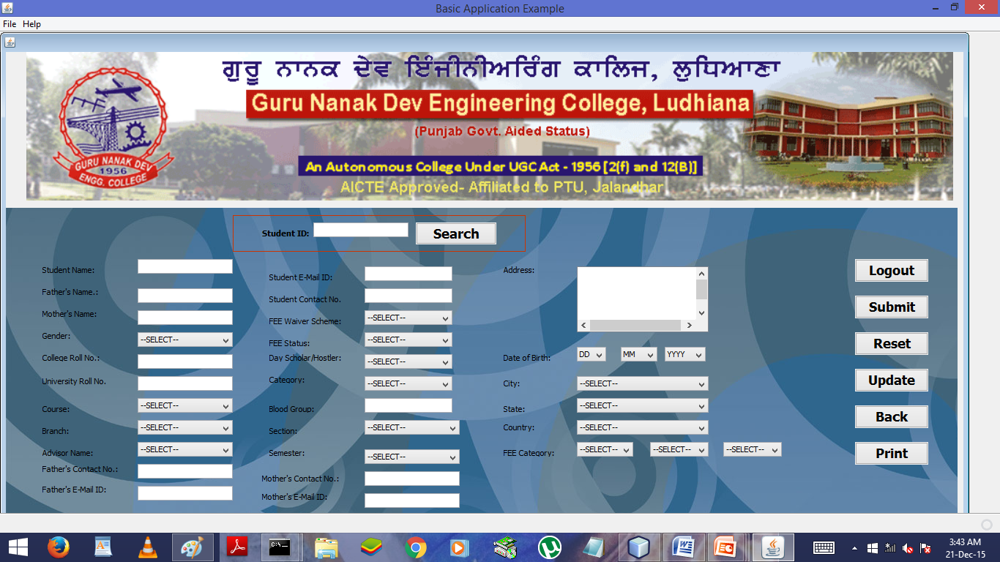 Basic Application Example
File Help
ਗੁਰੂ ਨਾਨਕ ਦੇਵ ਇੰਜੀਨੀਅਰਿੰਗ ਕਾਲਿਜ, ਲੁਧਿਆਣਾ
Guru Nanak Dev Engineering College, Ludhiana
(Punjab Govt. Aided Status)
An Autonomous College Under UGC Act - 1956 [2(f) and 12(B)]
AICTE Approved- Affiliated to PTU, Jalandhar
GURU NANAK DEV
1956
ENGG. COLLEGE
Student ID: Search
Student Name:
Father's Name.:
Mother's Name:
Gender: --SELECT--
College Roll No.:
University Roll No.
Course: --SELECT--
Branch: --SELECT--
Advisor Name: --SELECT--
Father's Contact No.:
Father's E-Mail ID:
Student E-Mail ID:
Student Contact No.
FEE Waiver Scheme: --SELECT--
FEE Status: --SELECT--
Day Scholar/Hostler: --SELECT--
Category: --SELECT--
Blood Group:
Section: --SELECT--
Semester: --SELECT--
Mother's Contact No.:
Mother's E-Mail ID:
Address:
Date of Birth: DD MM YYYY
City: --SELECT--
State: --SELECT--
Country: --SELECT--
FEE Category: --SELECT-- --SELECT-- --SELECT--
Logout
Submit
Reset
Update
Back
Print
C:\_
3:43 AM
21-Dec-15